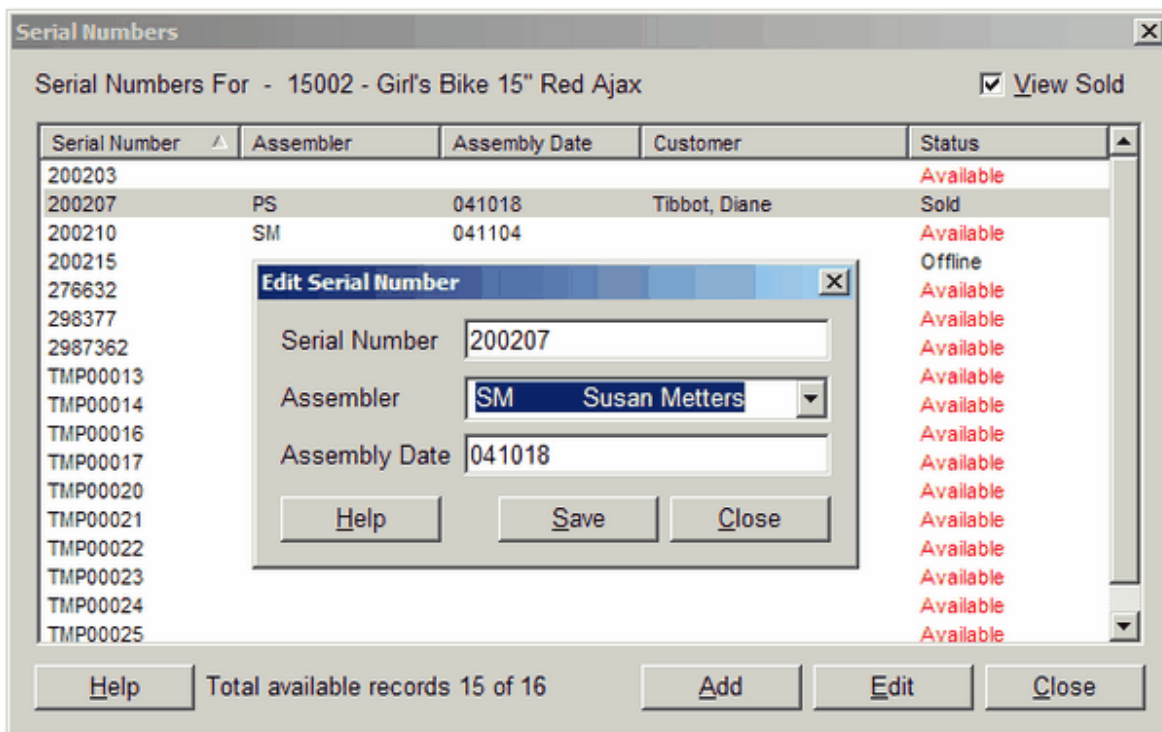 Serial Numbers
Serial Numbers For - 15002 - Girl's Bike 15" Red Ajax View Sold
Serial Number Assembler Assembly Date Customer Status
200203 Available
200207 PS 041018 Tibbot, Diane Sold
200210 SM 041104 Available
200215 Offline
276632 Available
298377 Available
2987362 Available
TMP00013 Available
TMP00014 Available
TMP00016 Available
TMP00017 Available
TMP00020 Available
TMP00021 Available
TMP00022 Available
TMP00023 Available
TMP00024 Available
TMP00025 Available
Edit Serial Number
Serial Number 200207
Assembler SM Susan Metters
Assembly Date 041018
Help Save Close
Help Total available records 15 of 16 Add Edit Close